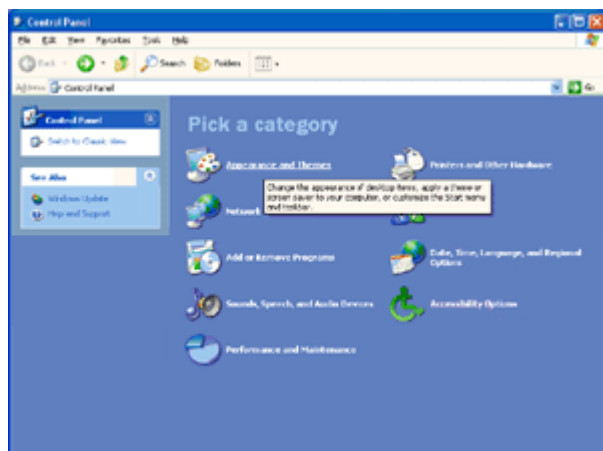 Control Panel
File Edit View Favorites Tools Help
Back Search Folders
Address Control Panel Go
Control Panel
Switch to Classic View
See Also
Windows Update
Help and Support
Pick a category
Appearance and Themes
Printers and Other Hardware
Change the appearance of desktop items, apply a theme or
screen saver to your computer, or customize the Start menu
and taskbar.
Network
Add or Remove Programs
Date, Time, Language, and Regional
Options
Sounds, Speech, and Audio Devices
Accessibility Options
Performance and Maintenance